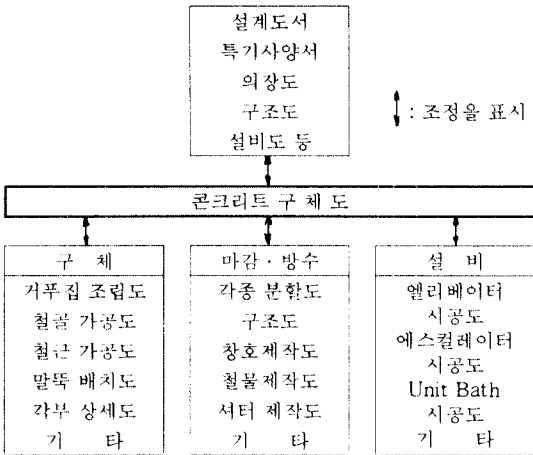 설계도서
특기사양서
의장도
구조도
설비도 등
: 조정을 표시
콘크리트 구 체 도
구 체
거푸집 조립도
철골 가공도
철근 가공도
말뚝 배치도
각부 상세도
기 타
마감 · 방수
각종 분할도
구조도
창호제작도
철물제작도
셔터 제작도
기 타
설 비
엘리베이터
시공도
에스컬레이터
시공도
Unit Bath
시공도
기 타